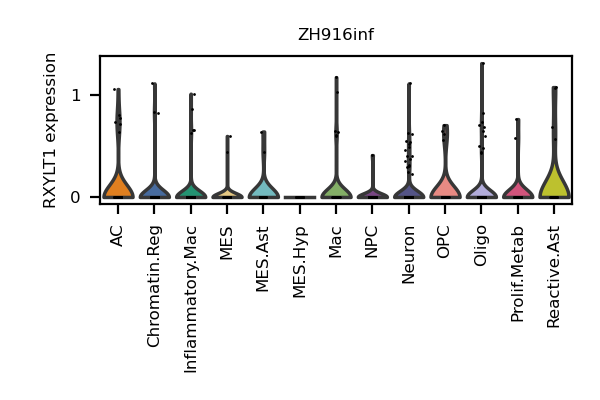 ZH916inf
RXYLT1 expression
1
0
AC
Chromatin.Reg
Inflammatory.Mac
MES
MES.Ast
MES.Hyp
Mac
NPC
Neuron
OPC
Oligo
Prolif.Metab
Reactive.Ast